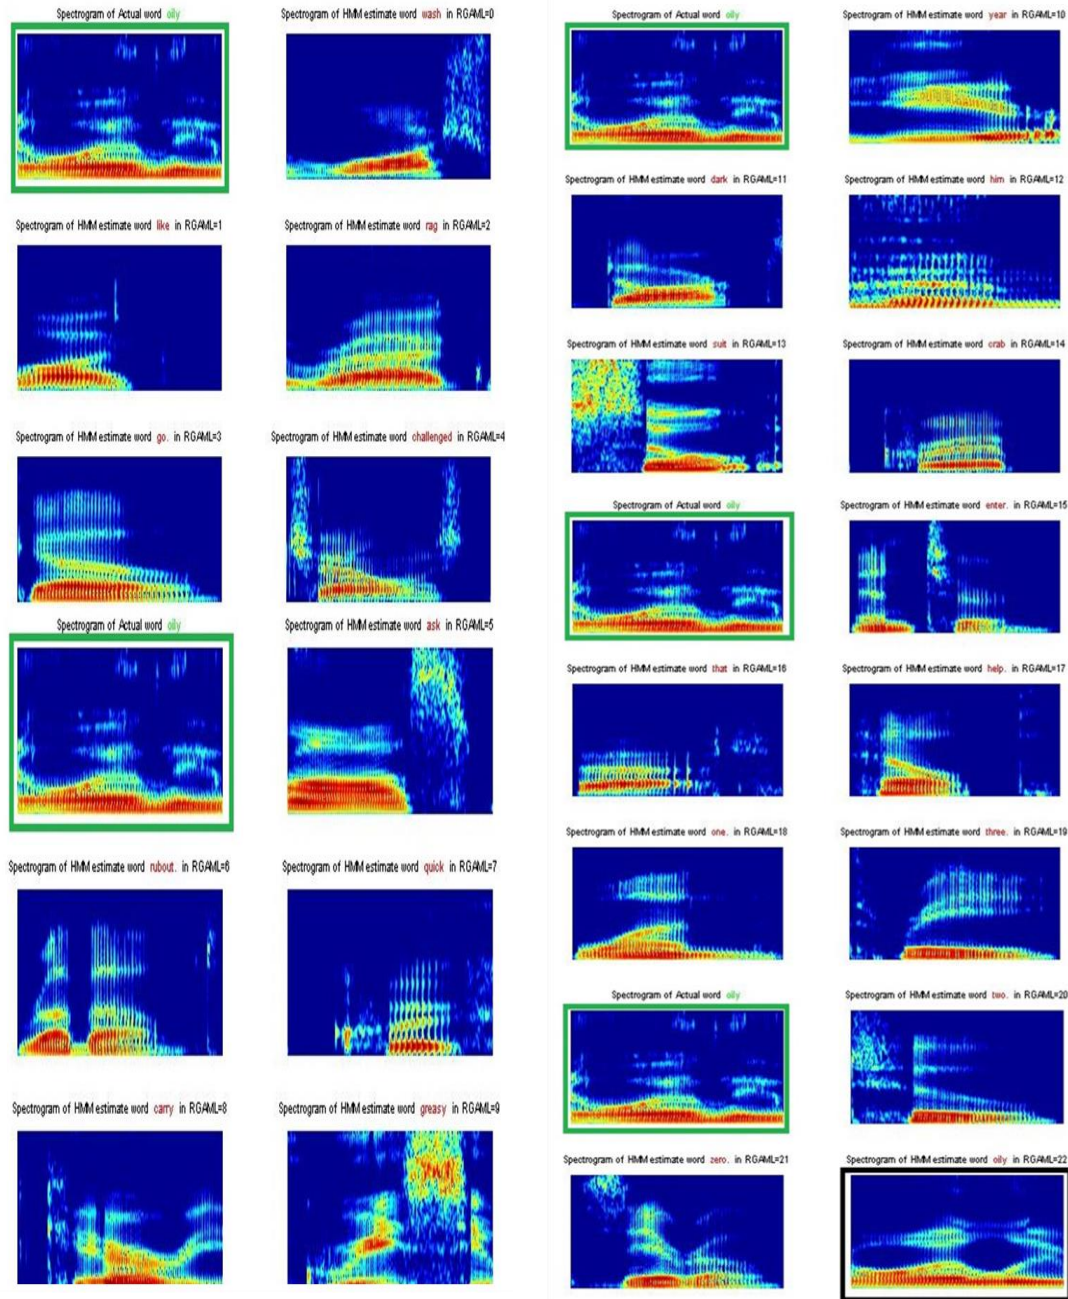 Spectrogram of Actual word oily
Spectrogram of HMM estimate word wash in RGAML=0
Spectrogram of HMM estimate word like in RGAML=1
Spectrogram of HMM estimate word rag in RGAML=2
Spectrogram of HMM estimate word go. in RGAML=3
Spectrogram of HMM estimate word challenged in RGAML=4
Spectrogram of Actual word oily
Spectrogram of HMM estimate word ask in RGAML=5
Spectrogram of HMM estimate word rubout. in RGAML=6
Spectrogram of HMM estimate word quick in RGAML=7
Spectrogram of HMM estimate word carry in RGAML=8
Spectrogram of HMM estimate word greasy in RGAML=9
Spectrogram of Actual word oily
Spectrogram of HMM estimate word year in RGAML=10
Spectrogram of HMM estimate word dark in RGAML=11
Spectrogram of HMM estimate word him in RGAML=12
Spectrogram of HMM estimate word suit in RGAML=13
Spectrogram of HMM estimate word crab in RGAML=14
Spectrogram of Actual word oily
Spectrogram of HMM estimate word enter. in RGAML=15
Spectrogram of HMM estimate word that in RGAML=16
Spectrogram of HMM estimate word help. in RGAML=17
Spectrogram of HMM estimate word one. in RGAML=18
Spectrogram of HMM estimate word three. in RGAML=19
Spectrogram of Actual word oily
Spectrogram of HMM estimate word two. in RGAML=20
Spectrogram of HMM estimate word zero. in RGAML=21
Spectrogram of HMM estimate word oily in RGAML=22